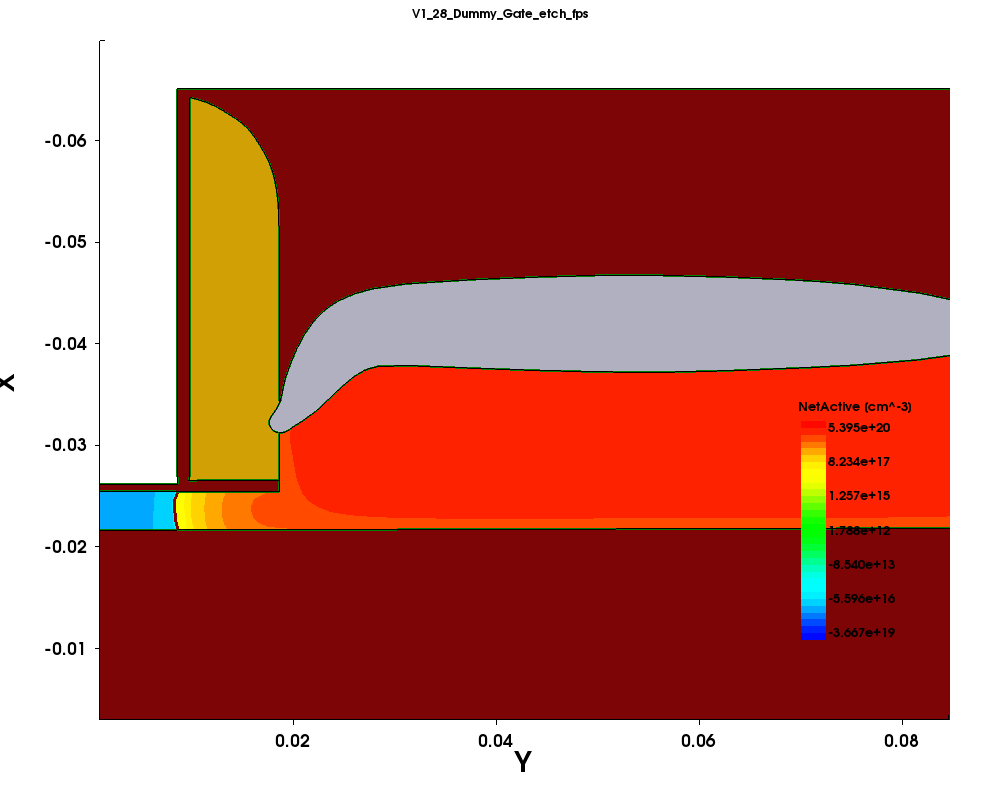 V1_28_Dummy_Gate_etch_fps
X
-0.06
-0.05
-0.04
-0.03
-0.02
-0.01
NetActive (cm^-3)
5.395e+20
8.234e+17
1.257e+15
1.788e+12
-8.540e+13
-5.596e+16
-3.667e+19
0.02
0.04
0.06
0.08
Y